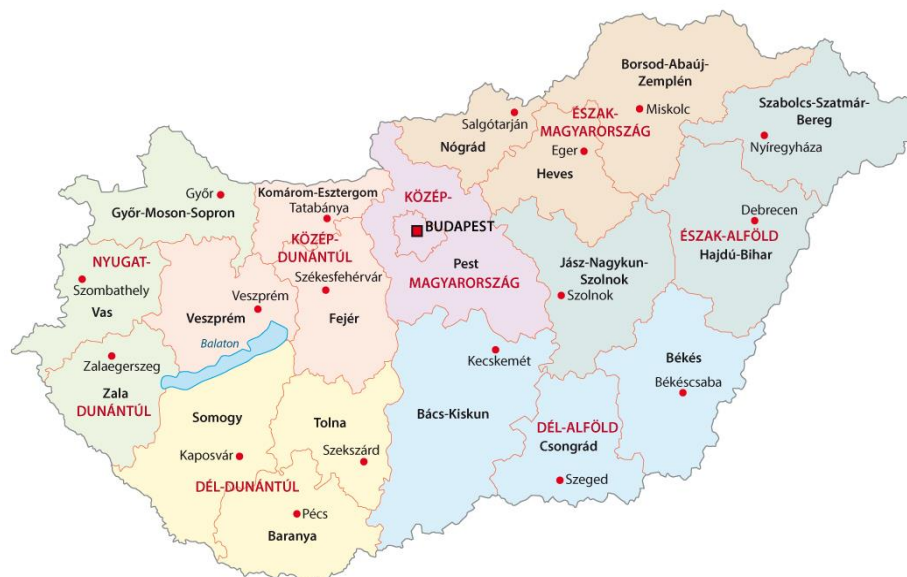 Borsod-Abaúj-
Zemplén
Miskolc
Szabolcs-Szatmár-
Bereg
Nyíregyháza
Salgótarján
Nógrád
ÉSZAK-
MAGYARORSZÁG
Eger
Heves
Győr
Győr-Moson-Sopron
Komárom-Esztergom
Tatabánya
KÖZÉP-
DUNÁNTÚL
Székesfehérvár
Fejér
KÖZÉP-
BUDAPEST
Pest
MAGYARORSZÁG
Debrecen
ÉSZAK-ALFÖLD
Hajdú-Bihar
Jász-Nagykun-
Szolnok
Szolnok
NYUGAT-
Szombathely
Vas
Veszprém
Veszprém
Balaton
Zalaegerszeg
Zala
DUNÁNTÚL
Kecskemét
Bács-Kiskun
Békés
Békéscsaba
DÉL-ALFÖLD
Csongrád
Szeged
Somogy
Kaposvár
Tolna
Szekszárd
DÉL-DUNÁNTÚL
Pécs
Baranya